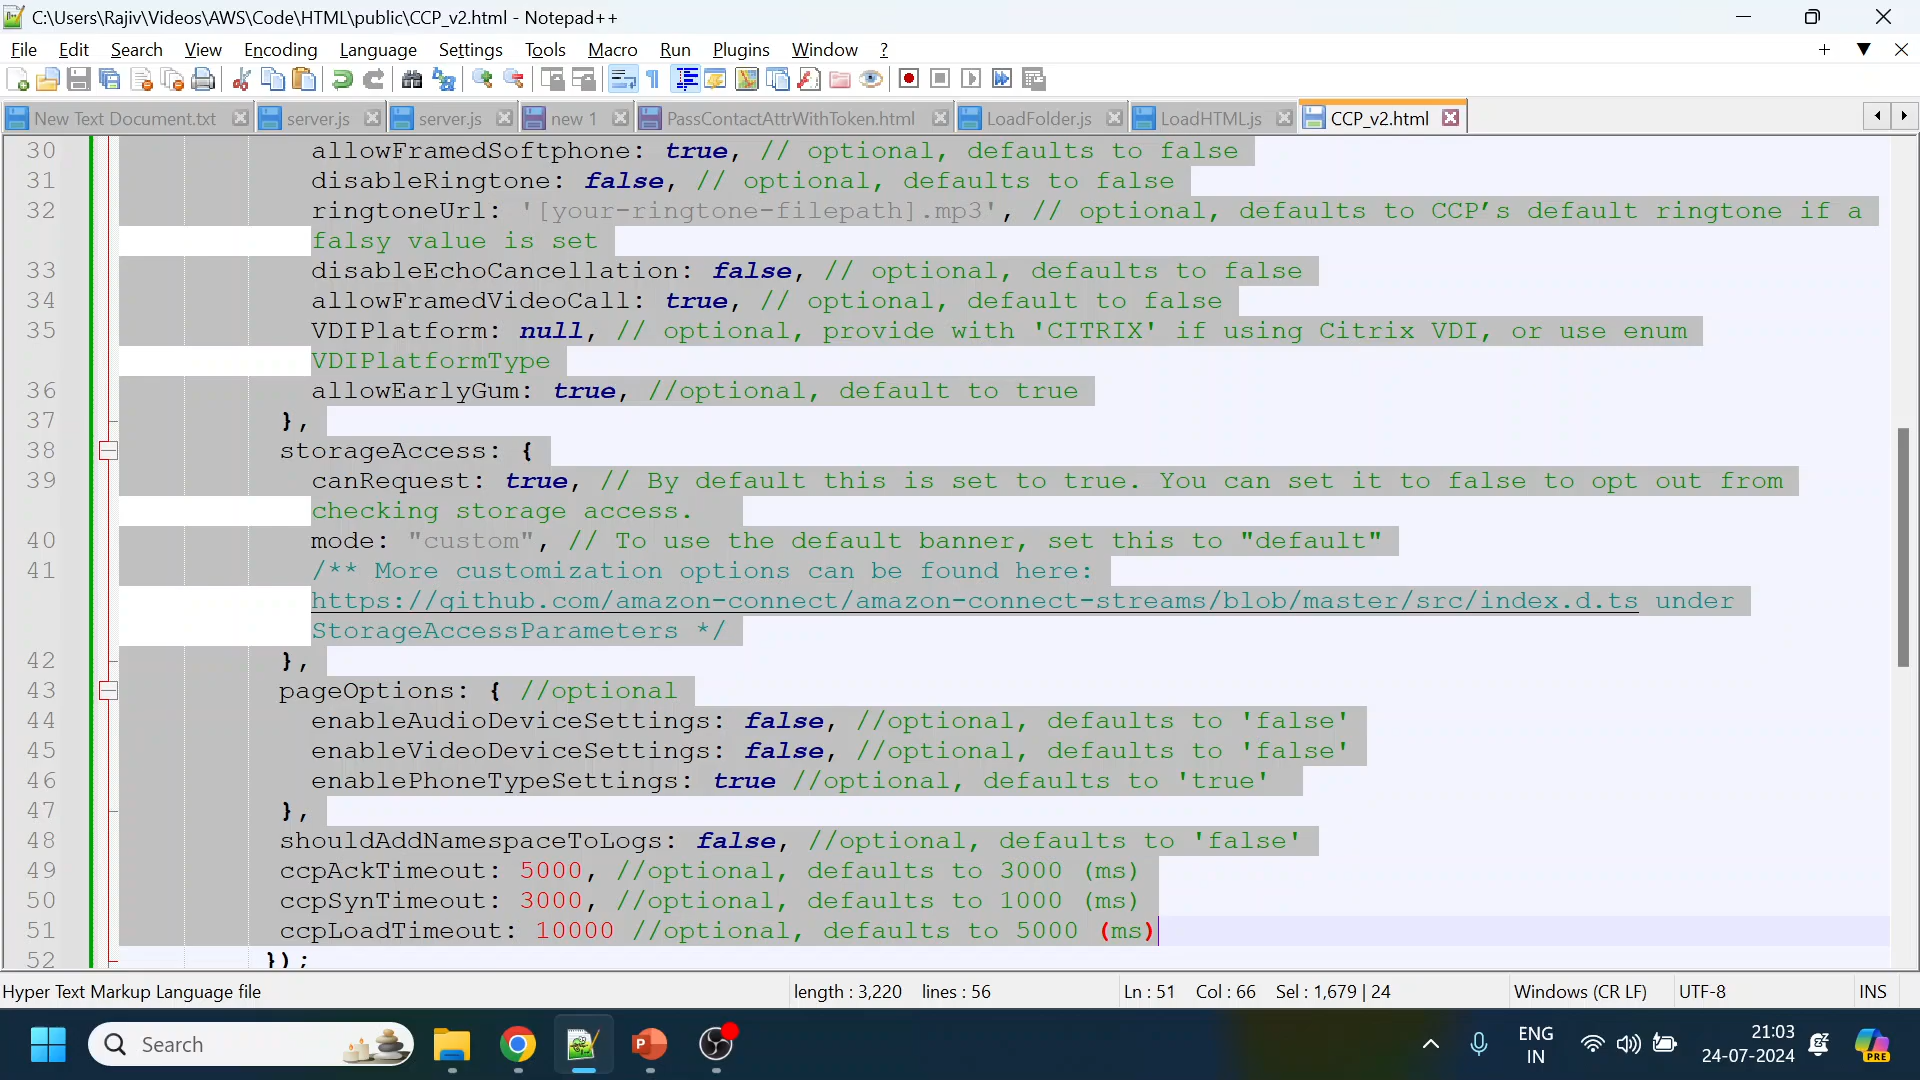 C:\Users\Rajiv\Videos\AWS\Code\HTML\public\CCP_v2.html - Notepad++
File Edit Search View Encoding Language Settings Tools Macro Run Plugins Window ?
New Text Document.txt server.js server.js new 1 PassContactAttrWithToken.html LoadFolder.js LoadHTML.js CCP_v2.html
30 allowFramedSoftphone: true, // optional, defaults to false
31 disableRingtone: false, // optional, defaults to false
32 ringtoneUrl: '[your-ringtone-filepath].mp3', // optional, defaults to CCP’s default ringtone if a
falsy value is set
33 disableEchoCancellation: false, // optional, defaults to false
34 allowFramedVideoCall: true, // optional, default to false
35 VDIPlatform: null, // optional, provide with 'CITRIX' if using Citrix VDI, or use enum
VDIPlatformType
36 allowEarlyGum: true, //optional, default to true
37 },
38 storageAccess: {
39 canRequest: true, // By default this is set to true. You can set it to false to opt out from
checking storage access.
40 mode: "custom", // To use the default banner, set this to "default"
41 /** More customization options can be found here:
https://github.com/amazon-connect/amazon-connect-streams/blob/master/src/index.d.ts under
StorageAccessParameters */
42 },
43 pageOptions: { //optional
44 enableAudioDeviceSettings: false, //optional, defaults to 'false'
45 enableVideoDeviceSettings: false, //optional, defaults to 'false'
46 enablePhoneTypeSettings: true //optional, defaults to 'true'
47 },
48 shouldAddNamespaceToLogs: false, //optional, defaults to 'false'
49 ccpAckTimeout: 5000, //optional, defaults to 3000 (ms)
50 ccpSynTimeout: 3000, //optional, defaults to 1000 (ms)
51 ccpLoadTimeout: 10000 //optional, defaults to 5000 (ms)
52 });
Hyper Text Markup Language file length : 3,220 lines : 56 Ln : 51 Col : 66 Sel : 1,679 | 24 Windows (CR LF) UTF-8 INS
Search
ENG
IN
21:03
24-07-2024
PRE